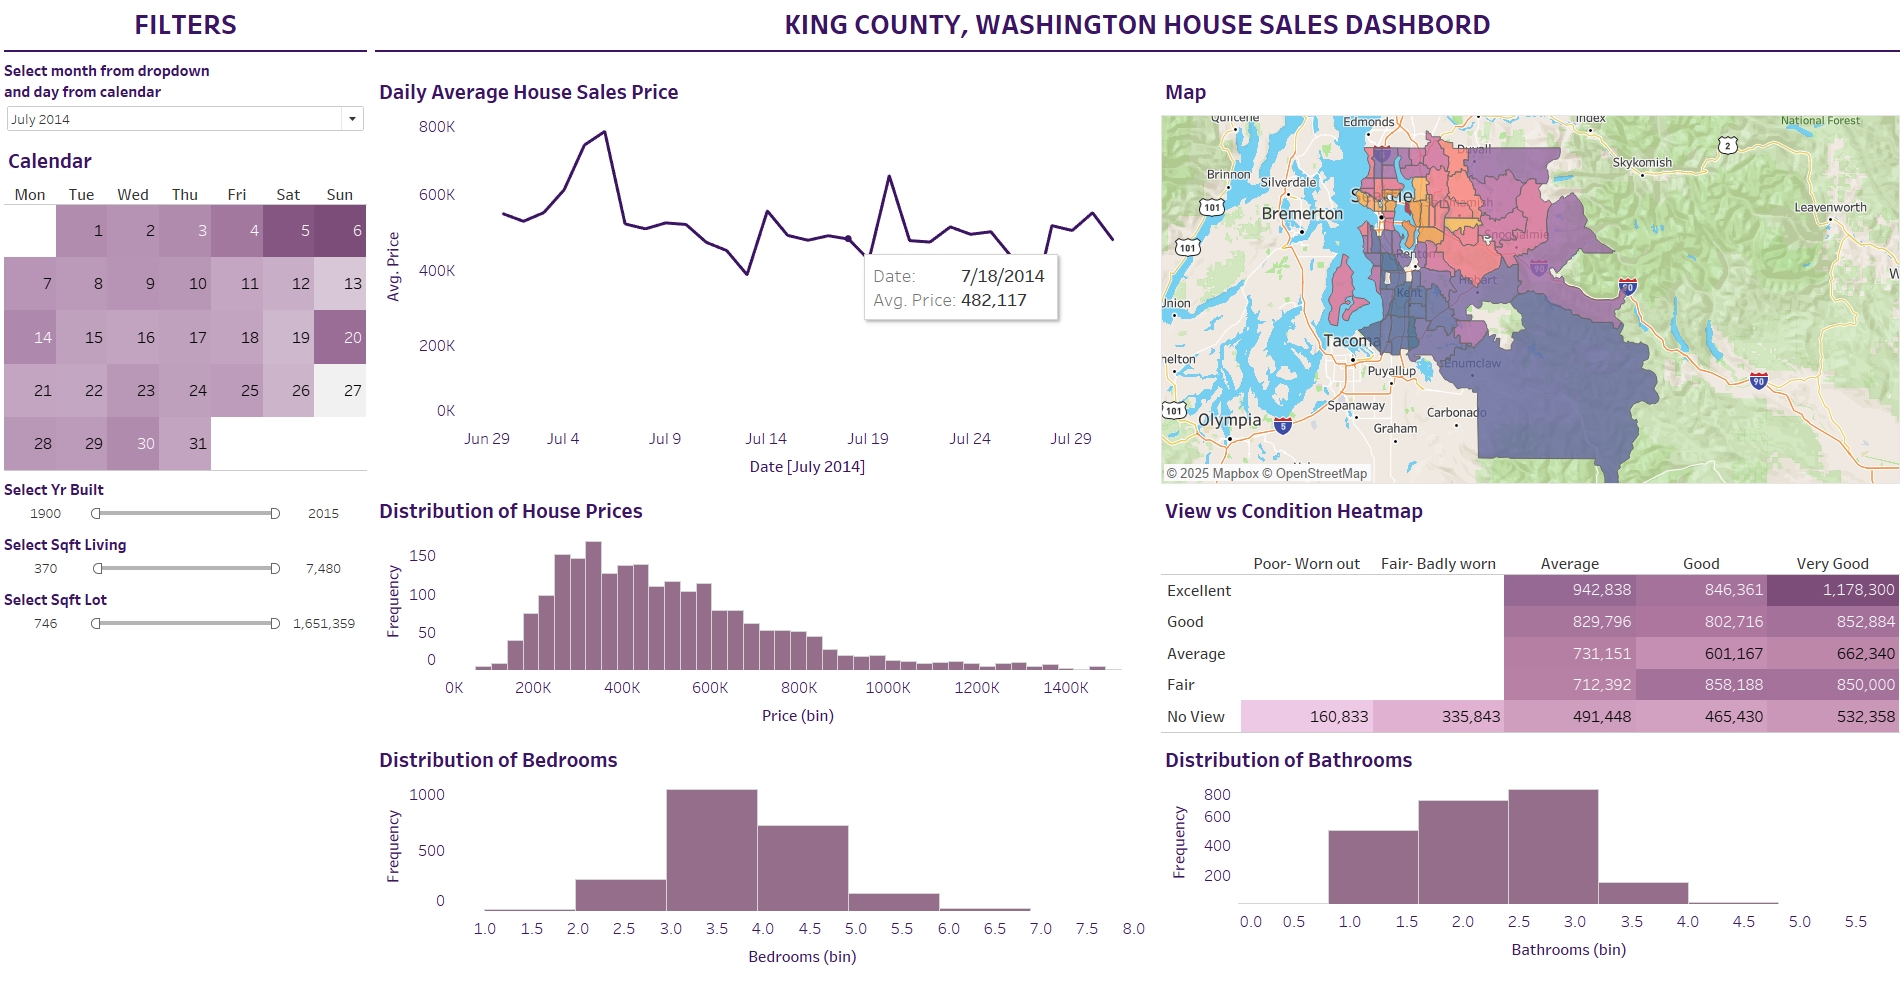 FILTERS
KING COUNTY, WASHINGTON HOUSE SALES DASHBORD
Select month from dropdown
and day from calendar
July 2014
Calendar
Mon Tue Wed Thu Fri Sat Sun
1 2 3 4 5 6
7 8 9 10 11 12 13
14 15 16 17 18 19 20
21 22 23 24 25 26 27
28 29 30 31
Select Yr Built
1900 2015
Select Sqft Living
370 7,480
Select Sqft Lot
746 1,651,359
Daily Average House Sales Price
Avg. Price
800K
600K
400K
200K
0K
Date: 7/18/2014
Avg. Price: 482,117
Jun 29 Jul 4 Jul 9 Jul 14 Jul 19 Jul 24 Jul 29
Date [July 2014]
Map
Quilcene
Edmonds
Index
National Forest
Duvall
2
Skykomish
Brinnon
Silverdale
Seattle
Sammamish
Leavenworth
101
Bremerton
101
Snoqualmie
Renton
90
Hobart
90
Kent
Union
W
Tacoma
helton
Enumclaw
Puyallup
90
101
Spanaway
Carbonado
Olympia
5
Graham
© 2025 Mapbox © OpenStreetMap
Distribution of House Prices
Frequency
150
100
50
0
0K 200K 400K 600K 800K 1000K 1200K 1400K
Price (bin)
View vs Condition Heatmap
Poor- Worn out Fair- Badly worn Average Good Very Good
Excellent 942,838 846,361 1,178,300
Good 829,796 802,716 852,884
Average 731,151 601,167 662,340
Fair 712,392 858,188 850,000
No View 160,833 335,843 491,448 465,430 532,358
Distribution of Bedrooms
Frequency
1000
500
0
1.0 1.5 2.0 2.5 3.0 3.5 4.0 4.5 5.0 5.5 6.0 6.5 7.0 7.5 8.0
Bedrooms (bin)
Distribution of Bathrooms
Frequency
800
600
400
200
0.0 0.5 1.0 1.5 2.0 2.5 3.0 3.5 4.0 4.5 5.0 5.5
Bathrooms (bin)